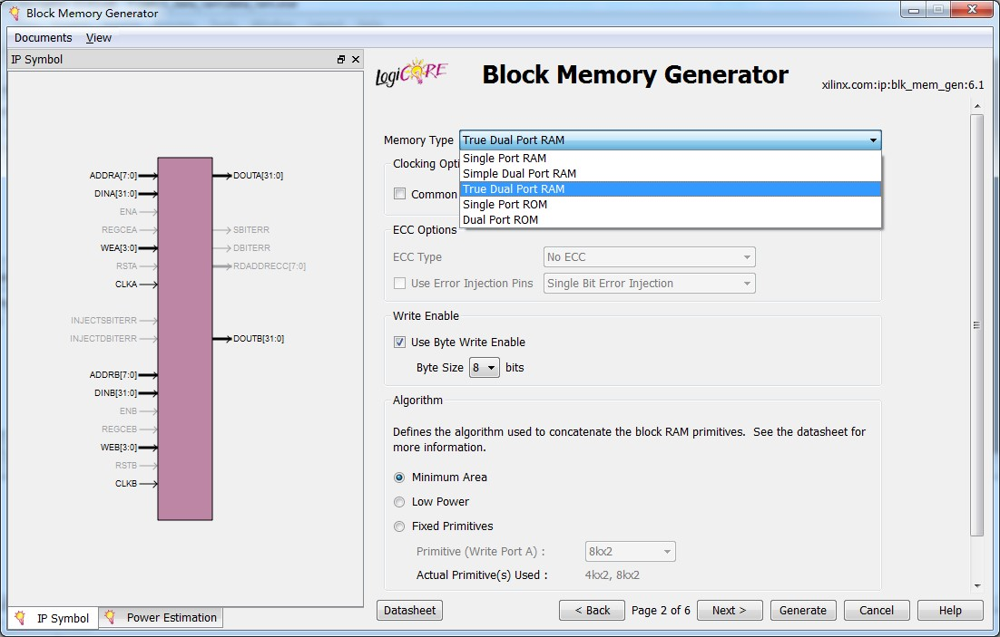 Block Memory Generator
Documents View
IP Symbol
LogiCORE
Block Memory Generator
xilinx.com:ip:blk_mem_gen:6.1
ADDRA[7:0]
DINA[31:0]
ENA
REGCEA
WEA[3:0]
RSTA
CLKA
INJECTSBITERR
INJECTDBITERR
ADDRB[7:0]
DINB[31:0]
ENB
REGCEB
WEB[3:0]
RSTB
CLKB
DOUTA[31:0]
SBITERR
DBITERR
RDADDRECC[7:0]
DOUTB[31:0]
IP Symbol
Power Estimation
Memory Type True Dual Port RAM
Single Port RAM
Simple Dual Port RAM
True Dual Port RAM
Single Port ROM
Dual Port ROM
Clocking Opti
Common
ECC Options
ECC Type No ECC
Use Error Injection Pins Single Bit Error Injection
Write Enable
Use Byte Write Enable
Byte Size 8 bits
Algorithm
Defines the algorithm used to concatenate the block RAM primitives. See the datasheet for
more information.
Minimum Area
Low Power
Fixed Primitives
Primitive (Write Port A) : 8kx2
Actual Primitive(s) Used : 4kx2, 8kx2
Datasheet < Back Page 2 of 6 Next > Generate Cancel Help